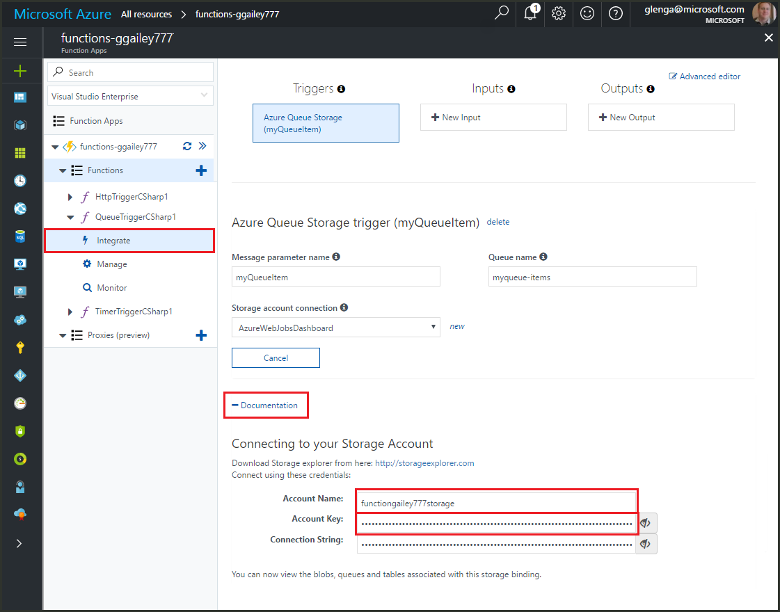 Microsoft Azure All resources > functions-ggailey777
1
glenga@microsoft.com
MICROSOFT
functions-ggailey777
Function Apps
Search
Visual Studio Enterprise
Function Apps
functions-ggailey777
Functions
HttpTriggerCSharp1
QueueTriggerCSharp1
Integrate
Manage
Monitor
TimerTriggerCSharp1
Proxies (preview)
Advanced editor
Triggers Inputs Outputs
Azure Queue Storage
(myQueueItem)
New Input
New Output
Azure Queue Storage trigger (myQueueItem) delete
Message parameter name
Queue name
myQueueItem
myqueue-items
Storage account connection
AzureWebJobsDashboard
new
Cancel
Documentation
Connecting to your Storage Account
Download Storage explorer from here: http://storageexplorer.com
Connect using these credentials:
Account Name: functiongailey777storage
Account Key:
Connection String:
You can now view the blobs, queues and tables associated with this storage binding.